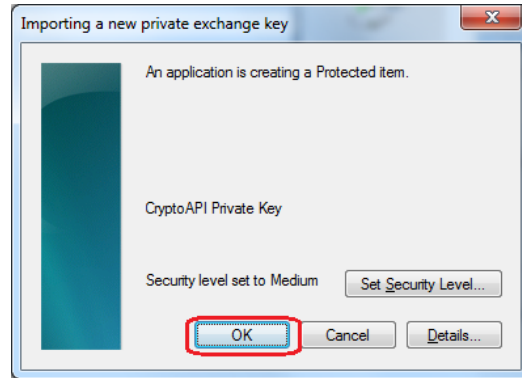 Importing a new private exchange key
An application is creating a Protected item.
CryptoAPI Private Key
Security level set to Medium
Set Security Level...
OK
Cancel
Details...